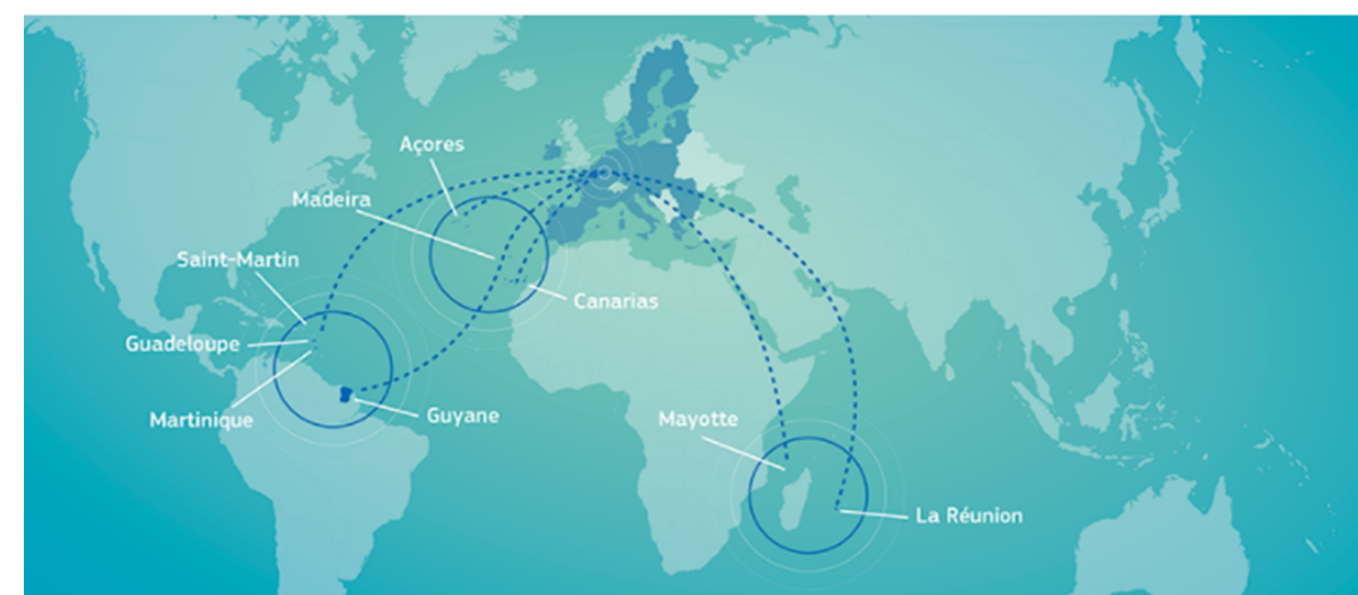 Açores
Madeira
Saint-Martin
Canarias
Guadeloupe
Martinique
Guyane
Mayotte
La Réunion